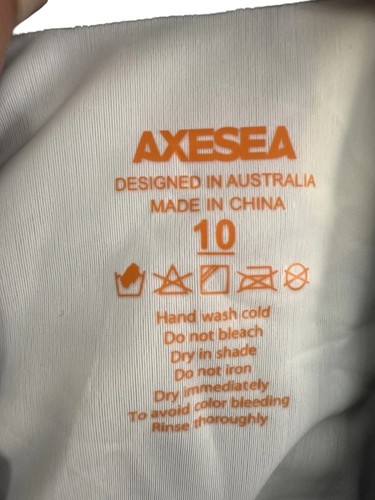 AXESEA
DESIGNED IN AUSTRALIA
MADE IN CHINA
10
Hand wash cold
Do not bleach
Dry in shade
Do not iron
Dry immediately
To avoid color bleeding
Rinse thoroughly